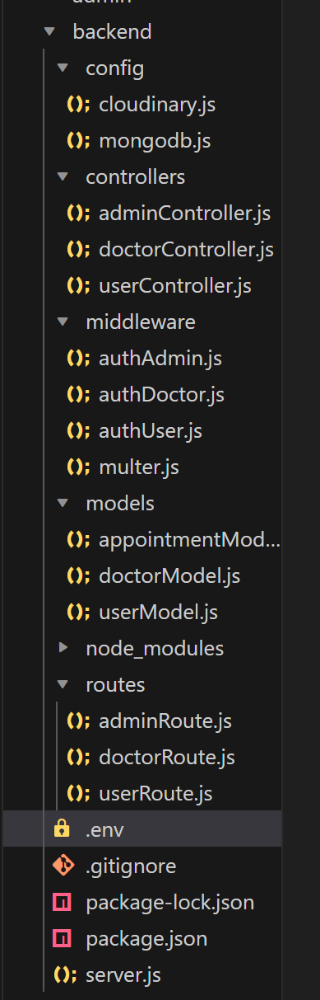 admin
backend
config
cloudinary.js
mongodb.js
controllers
adminController.js
doctorController.js
userController.js
middleware
authAdmin.js
authDoctor.js
authUser.js
multer.js
models
appointmentMod...
doctorModel.js
userModel.js
node_modules
routes
adminRoute.js
doctorRoute.js
userRoute.js
.env
.gitignore
package-lock.json
package.json
server.js